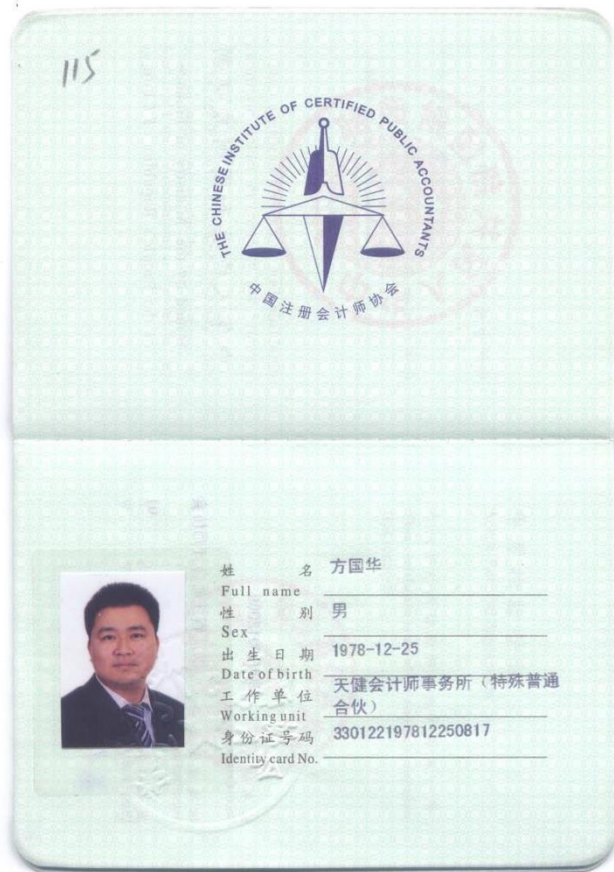 115
THE CHINESE INSTITUTE OF CERTIFIED PUBLIC ACCOUNTANTS
中国注册会计师协会
姓 名 方国华
Full name
性 别 男
Sex
出生日期 1978-12-25
Date of birth
工作单位 天健会计师事务所（特殊普通
Working unit 合伙）
身份证号码 330122197812250817
Identity card No.